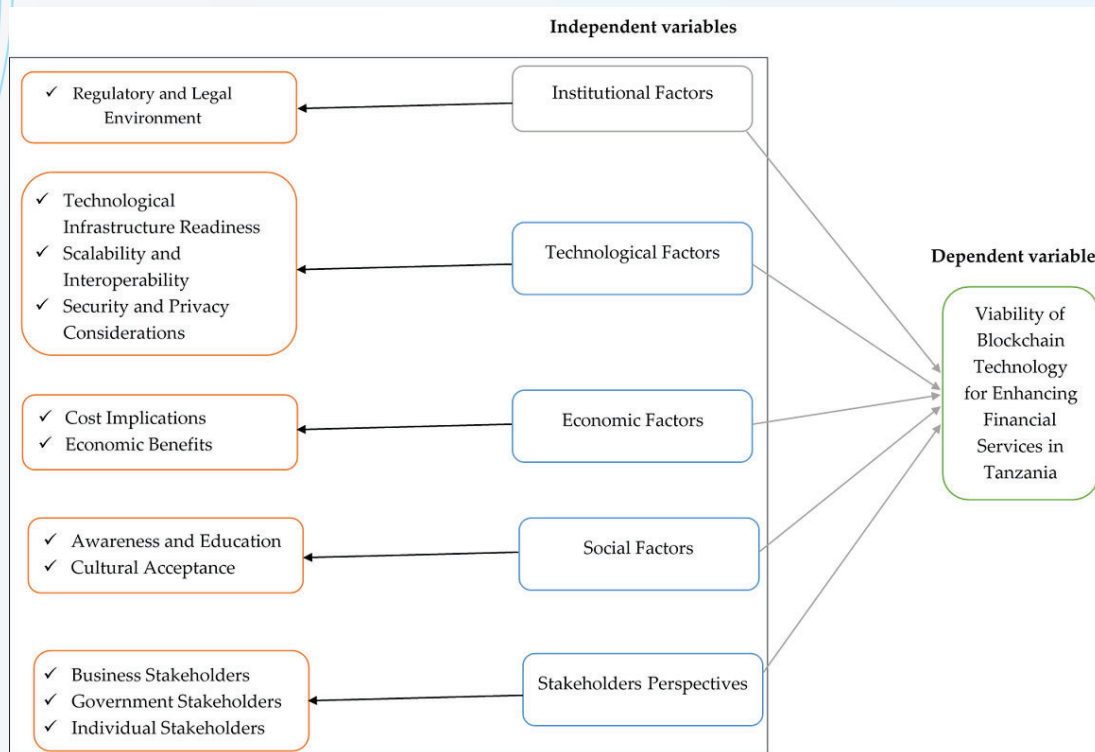 Independent variables
✓ Regulatory and Legal
Environment
Institutional Factors
✓ Technological
Infrastructure Readiness
✓ Scalability and
Interoperability
✓ Security and Privacy
Considerations
Technological Factors
Dependent variable
Viability of
Blockchain
Technology
for Enhancing
Financial
Services in
Tanzania
✓ Cost Implications
✓ Economic Benefits
Economic Factors
✓ Awareness and Education
✓ Cultural Acceptance
Social Factors
✓ Business Stakeholders
✓ Government Stakeholders
✓ Individual Stakeholders
Stakeholders Perspectives